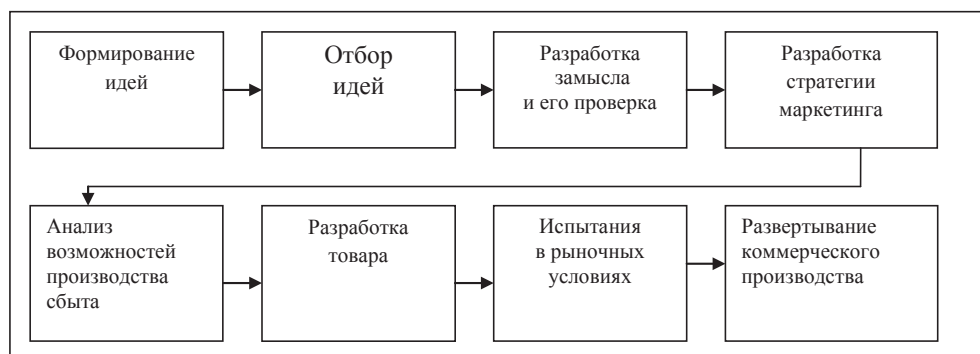 Формирование
идей
Отбор
идей
Разработка
замысла
и его проверка
Разработка
стратегии
маркетинга
Анализ
возможностей
производства
сбыта
Разработка
товара
Испытания
в рыночных
условиях
Развертывание
коммерческого
производства